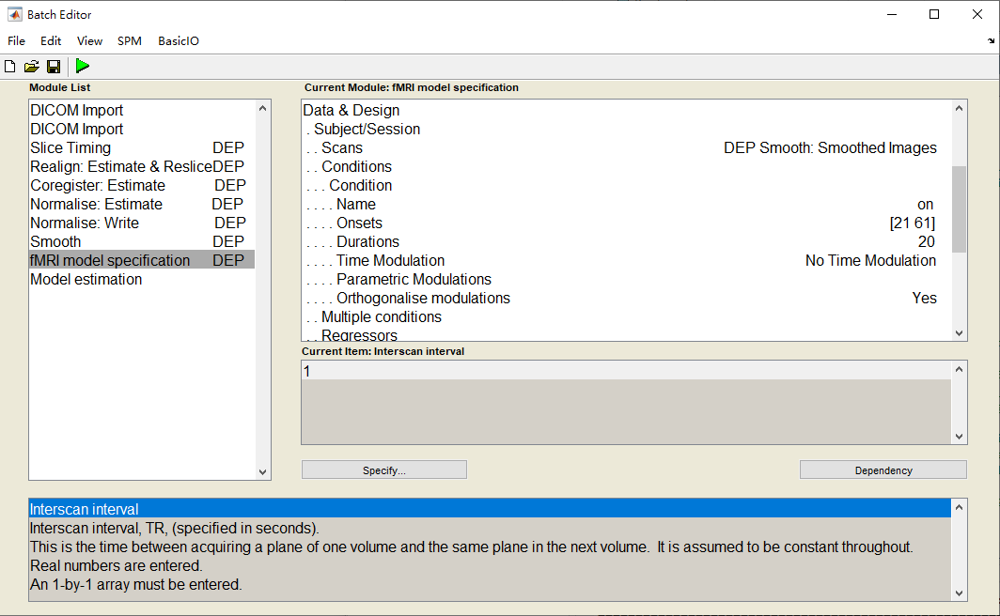 Batch Editor
File Edit View SPM BasicIO
Module List
DICOM Import
DICOM Import
Slice Timing DEP
Realign: Estimate & ResliceDEP
Coregister: Estimate DEP
Normalise: Estimate DEP
Normalise: Write DEP
Smooth DEP
fMRI model specification DEP
Model estimation
Current Module: fMRI model specification
Data & Design
. Subject/Session
. . Scans DEP Smooth: Smoothed Images
. . Conditions
. . . Condition
. . . . Name on
. . . . Onsets [21 61]
. . . . Durations 20
. . . . Time Modulation No Time Modulation
. . . . Parametric Modulations
. . . . Orthogonalise modulations Yes
. . Multiple conditions
. . Regressors
Current Item: Interscan interval
1
Specify... Dependency
Interscan interval
Interscan interval, TR, (specified in seconds).
This is the time between acquiring a plane of one volume and the same plane in the next volume.  It is assumed to be constant throughout.
Real numbers are entered.
An 1-by-1 array must be entered.